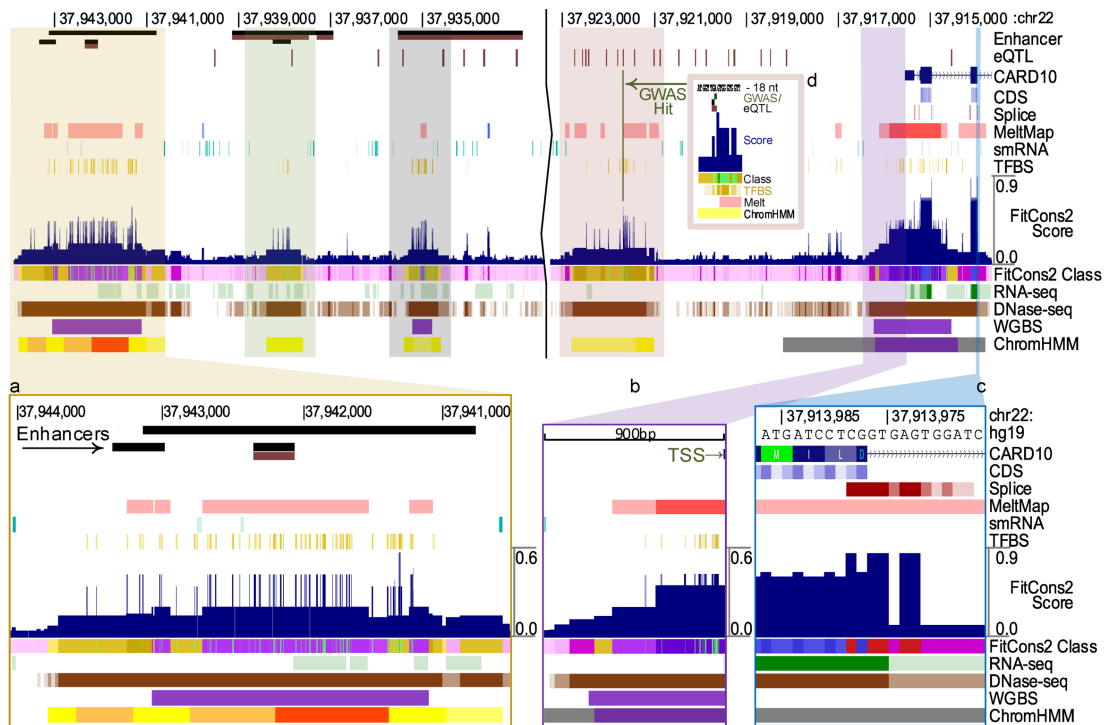 |37,943,000 |37,941,000 |37,939,000 |37,937,000 |37,935,000 |37,923,000 |37,921,000 |37,919,000 |37,917,000 |37,915,000 :chr22
Enhancer
eQTL
CARD10
CDS
Splice
MeltMap
smRNA
TFBS
0.9
FitCons2
Score
0.0
FitCons2 Class
RNA-seq
DNase-seq
WGBS
ChromHMM
GWAS
Hit
d
- 18 nt
GWAS/
eQTL
Score
Class
TFBS
Melt
ChromHMM
a
|37,944,000 |37,943,000 |37,942,000 |37,941,000
Enhancers
0.6
0.0
b
900bp
TSS
0.6
0.0
c
|37,913,985 |37,913,975 chr22:
ATGATCCTCGGTGAGTGGATC hg19
M I L D CARD10
CDS
Splice
MeltMap
smRNA
TFBS
0.9
FitCons2
Score
0.0
FitCons2 Class
RNA-seq
DNase-seq
WGBS
ChromHMM